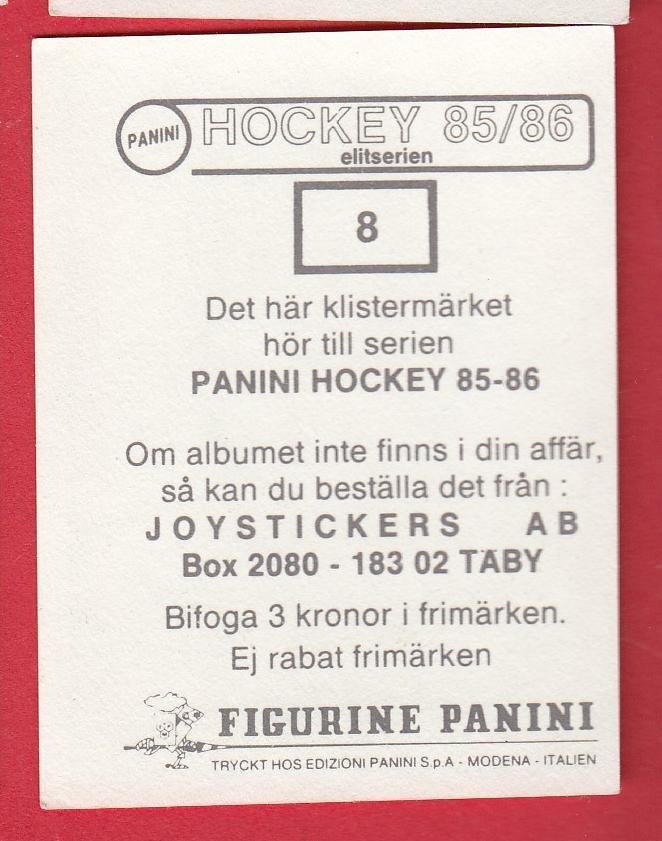 PANINI
HOCKEY 85/86
elitserien
8
Det här klistermärket
hör till serien
PANINI HOCKEY 85-86
Om albumet inte finns i din affär,
så kan du beställa det från :
JOYSTICKERS AB
Box 2080 - 183 02 TÄBY
Bifoga 3 kronor i frimärken.
Ej rabat frimärken
FIGURINE PANINI
TRYCKT HOS EDIZIONI PANINI S.p.A - MODENA - ITALIEN